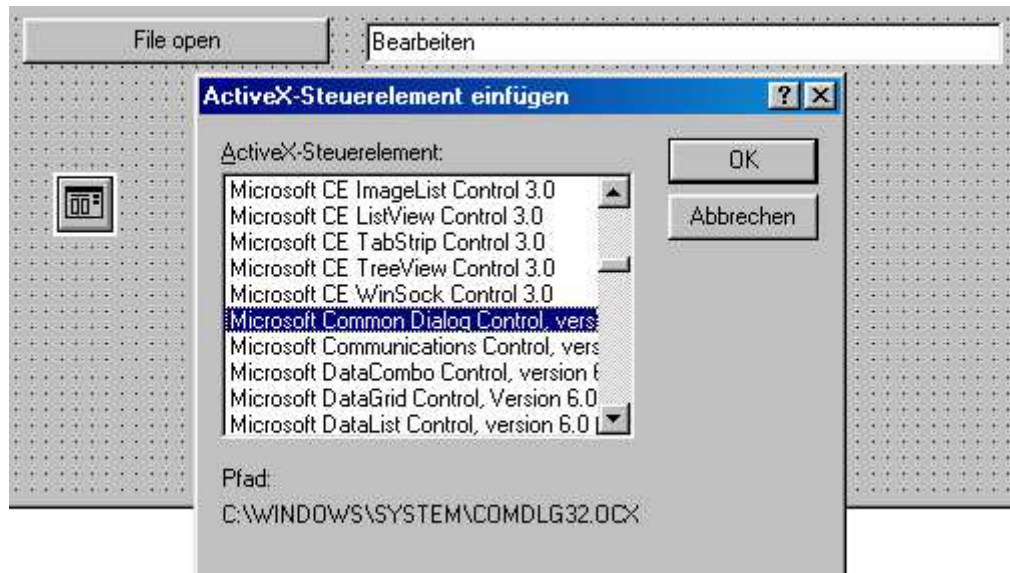 File open
Bearbeiten
ActiveX-Steuerelement einfügen
ActiveX-Steuerelement:
OK
Abbrechen
Microsoft CE ImageList Control 3.0
Microsoft CE ListView Control 3.0
Microsoft CE TabStrip Control 3.0
Microsoft CE TreeView Control 3.0
Microsoft CE WinSock Control 3.0
Microsoft Common Dialog Control, vers
Microsoft Communications Control, vers
Microsoft DataCombo Control, version 6
Microsoft DataGrid Control, Version 6.0
Microsoft DataList Control, version 6.0 (
Pfad:
C:\WINDOWS\SYSTEM\COMDLG32.OCX